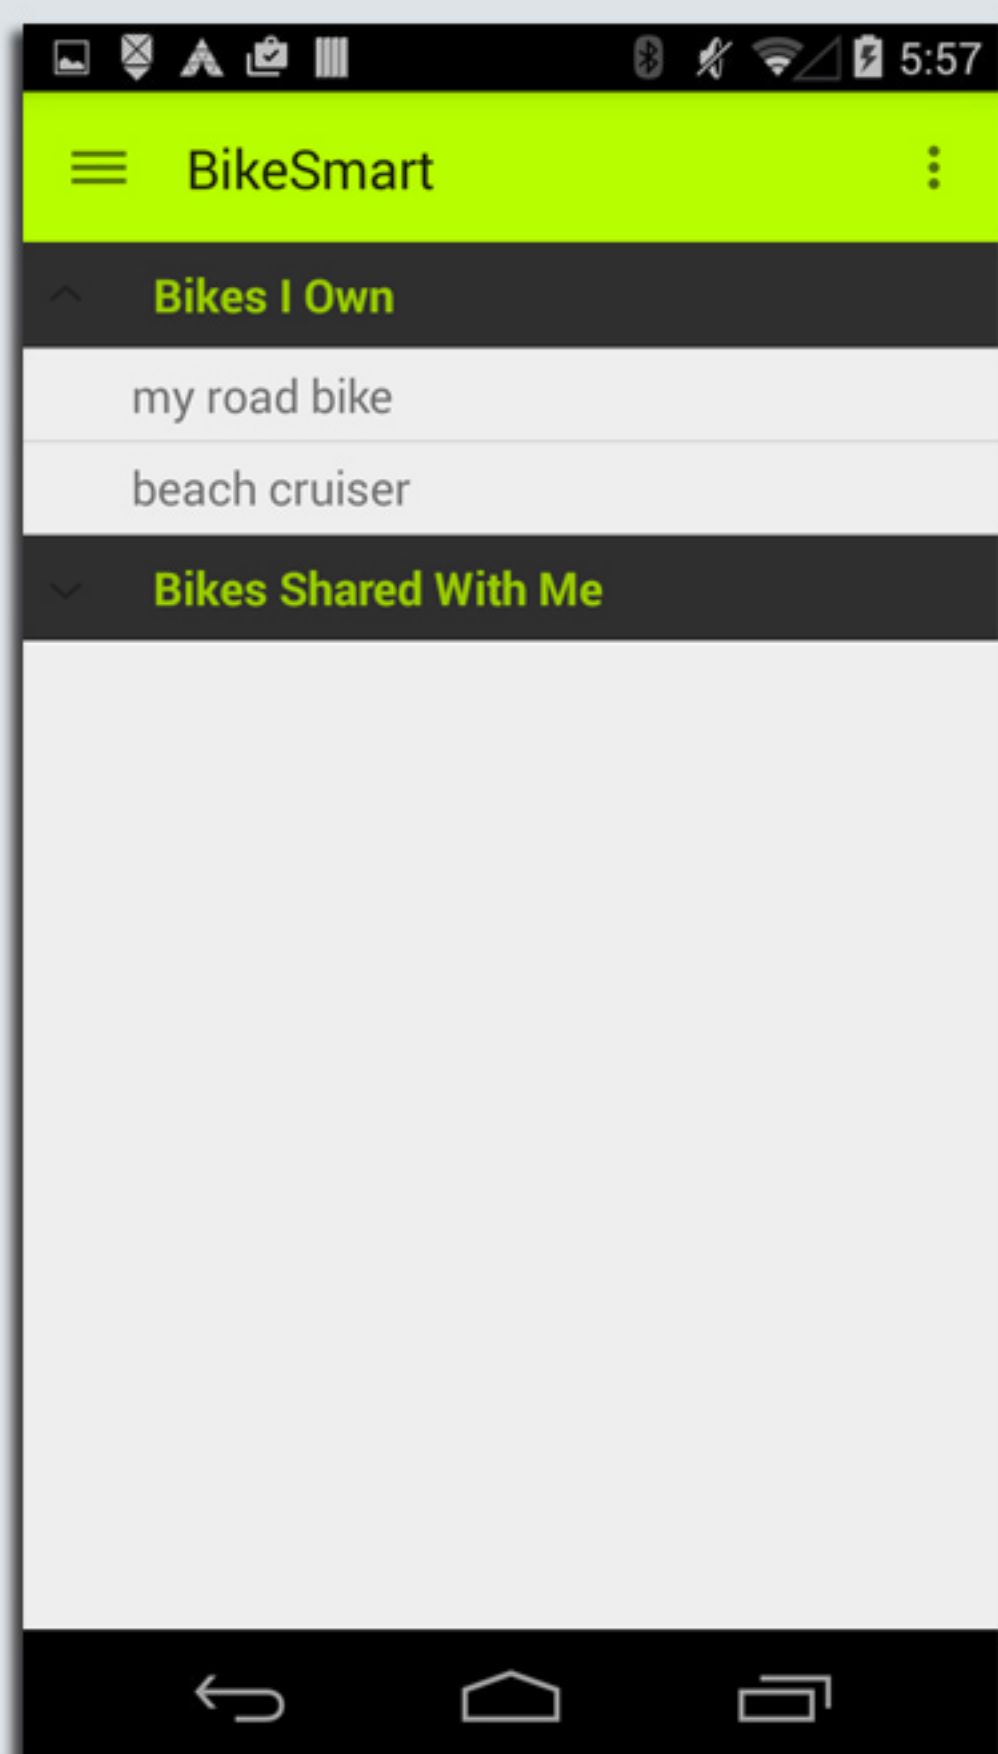 5:57
BikeSmart
Bikes I Own
my road bike
beach cruiser
Bikes Shared With Me